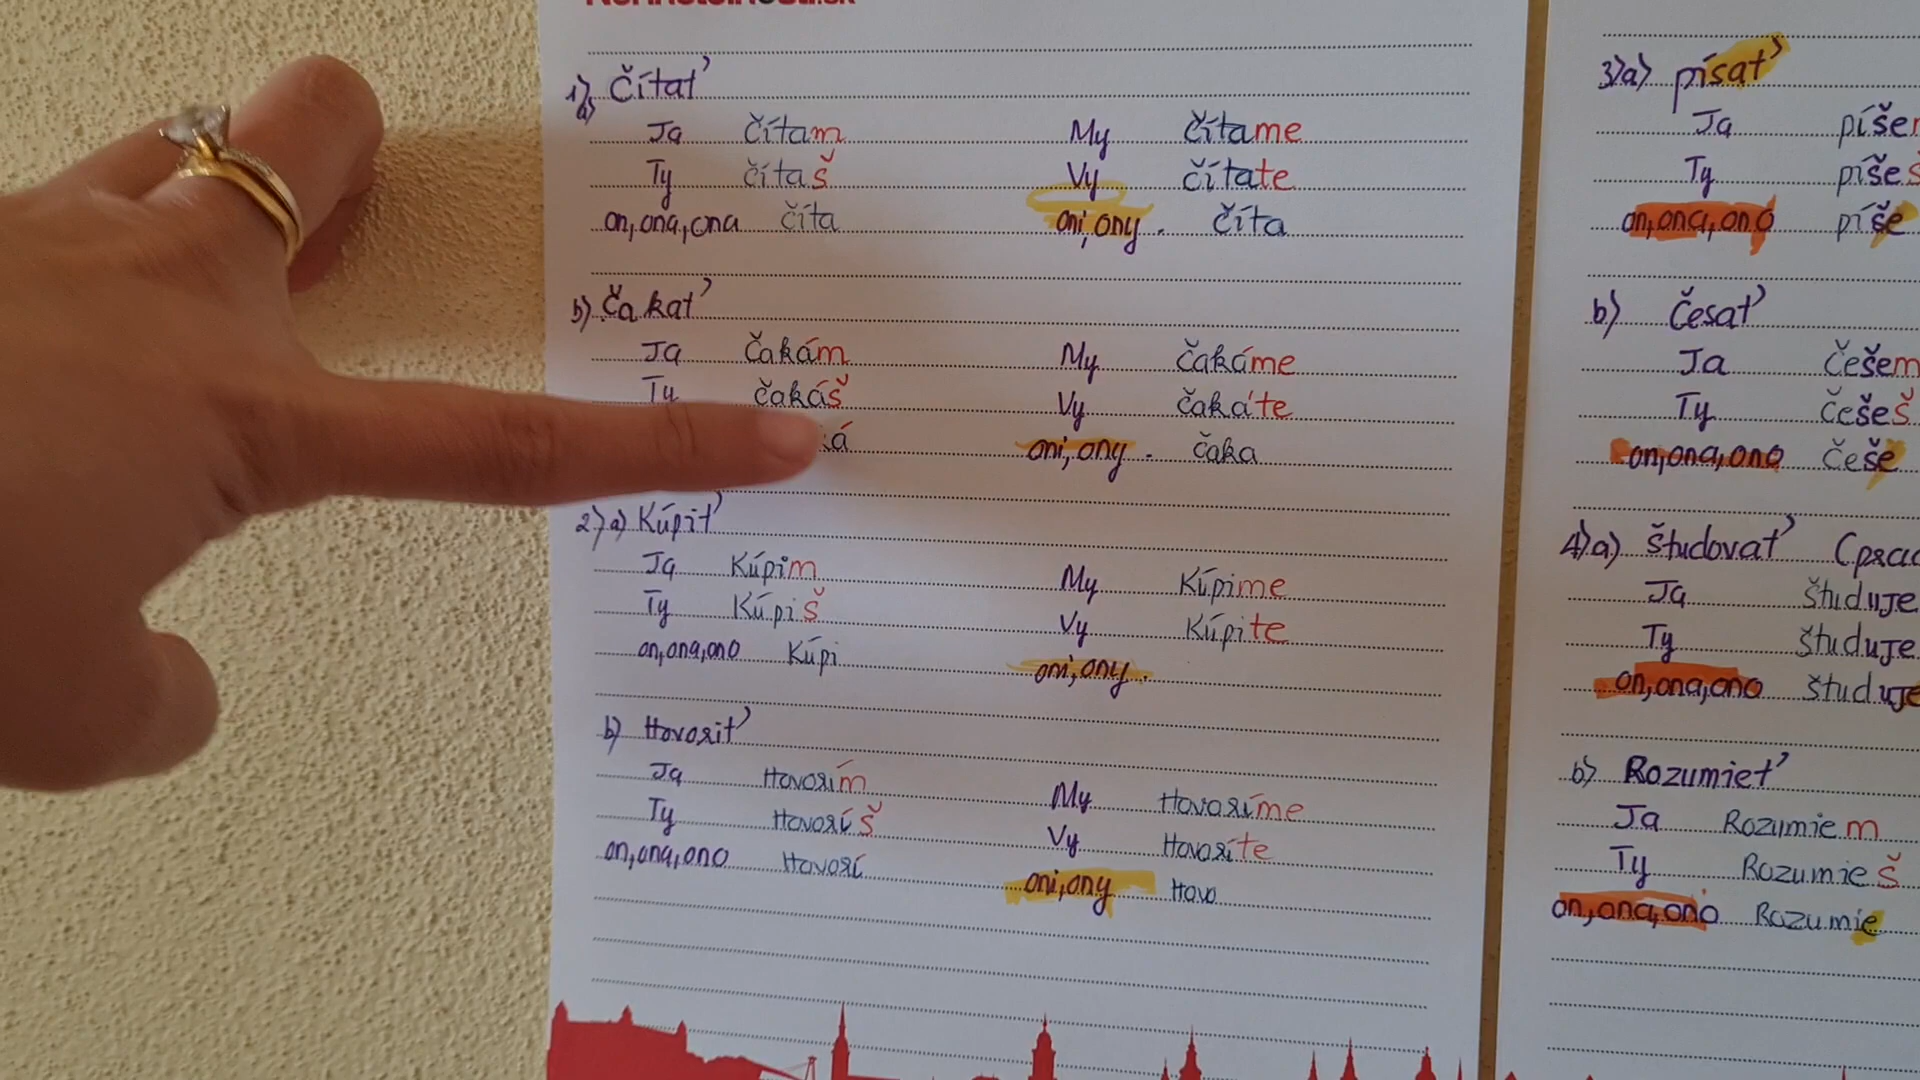 1) a) Čítať
Ja čítam My čítame
Ty čítaš Vy čítate
on, ona, ona číta oni, ony. číta
b) Čakať
Ja Čakám My Čakáme
Ty čakáš Vy čakáte
oni, ony. čaka
2) a) Kúpiť
Ja Kúpim My Kúpime
Ty Kúpiš Vy Kúpite
on, ona, ono Kúpi oni, ony.
b) Hovoriť
Ja Hovorím My Hovoríme
Ty Hovoríš Vy Hovoríte
on, ona, ono Hovorí oni, ony Hovo
3) a) písať
Ja
Ty
on, ona, ono píše
b) Česať
Ja Češem
Ty Češeš
on, ona, ono Češe
4) a) Študovať
Ja Študuje
Ty Študuje
on, ona, ono Študuje
b) Rozumieť
Ja Rozumiem
Ty Rozumieš
on, ona, ono Rozumie